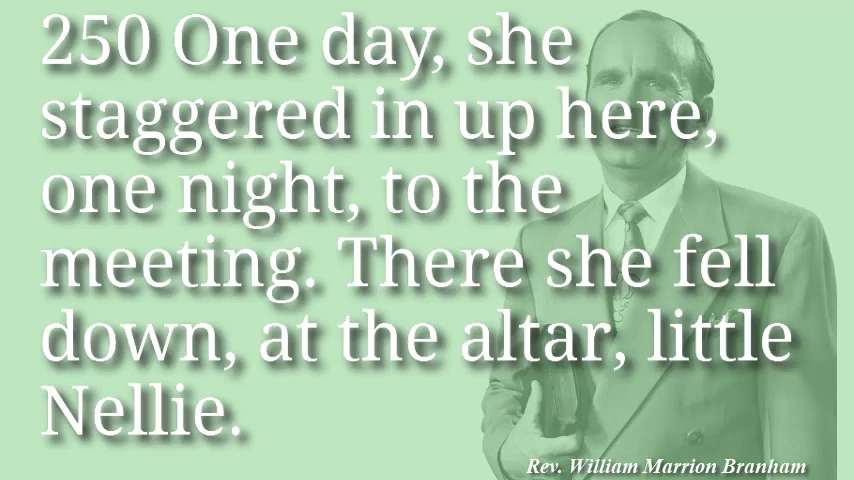 250 One day, she
staggered in up here,
one night, to the
meeting. There she fell
down, at the altar, little
Nellie.
Rev. William Marrion Branham